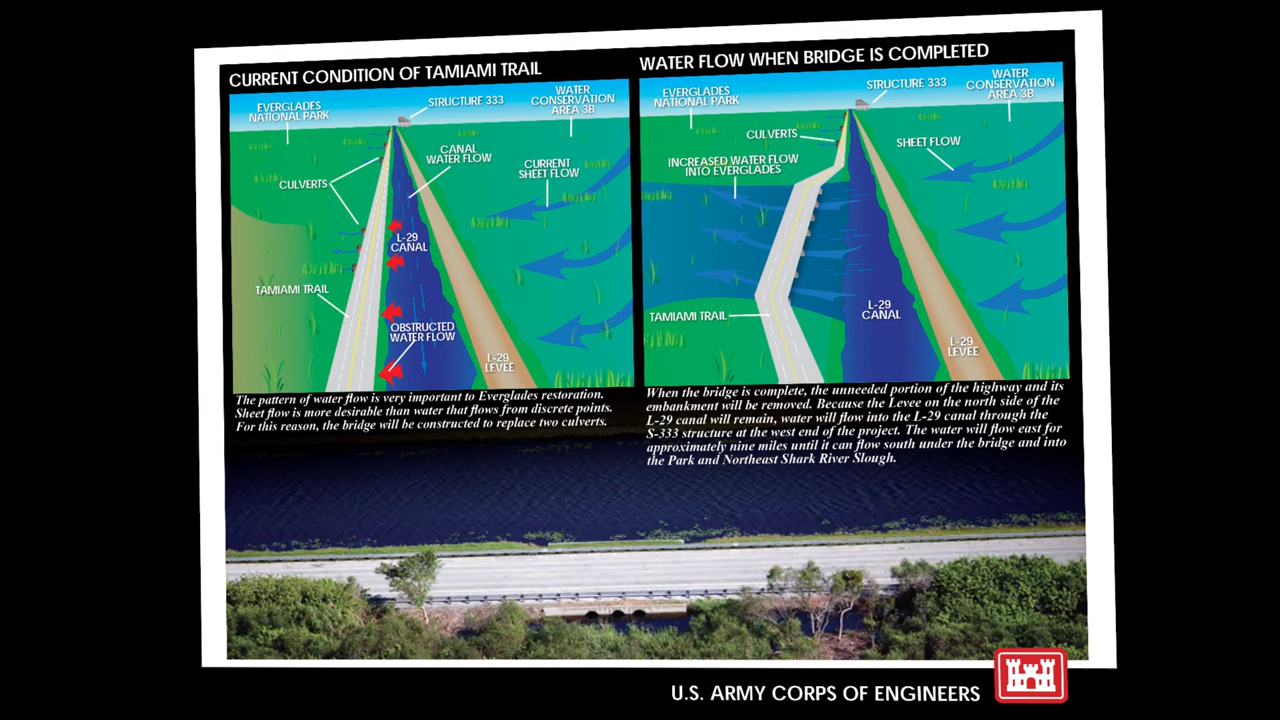 CURRENT CONDITION OF TAMIAMI TRAIL
EVERGLADES
NATIONAL PARK
STRUCTURE 333
WATER
CONSERVATION
AREA 3B
CANAL
WATER FLOW
CURRENT
SHEET FLOW
CULVERTS
L-29
CANAL
TAMIAMI TRAIL
OBSTRUCTED
WATER FLOW
L-29
LEVEE
The pattern of water flow is very important to Everglades restoration.
Sheet flow is more desirable than water that flows from discrete points.
For this reason, the bridge will be constructed to replace two culverts.
WATER FLOW WHEN BRIDGE IS COMPLETED
EVERGLADES
NATIONAL PARK
STRUCTURE 333
WATER
CONSERVATION
AREA 3B
CULVERTS
SHEET FLOW
INCREASED WATER FLOW
INTO EVERGLADES
L-29
CANAL
TAMIAMI TRAIL
L-29
LEVEE
When the bridge is complete, the unneeded portion of the highway and its
embankment will be removed. Because the Levee on the north side of the
L-29 canal will remain, water will flow into the L-29 canal through the
S-333 structure at the west end of the project. The water will flow east for
approximately nine miles until it can flow south under the bridge and into
the Park and Northeast Shark River Slough.
U.S. ARMY CORPS OF ENGINEERS